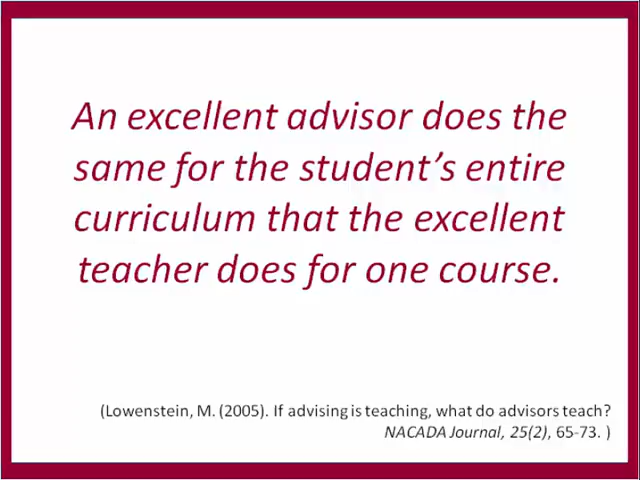 An excellent advisor does the
same for the student's entire
curriculum that the excellent
teacher does for one course.
(Lowenstein, M. (2005). If advising is teaching, what do advisors teach?
NACADA Journal, 25(2), 65-73. )